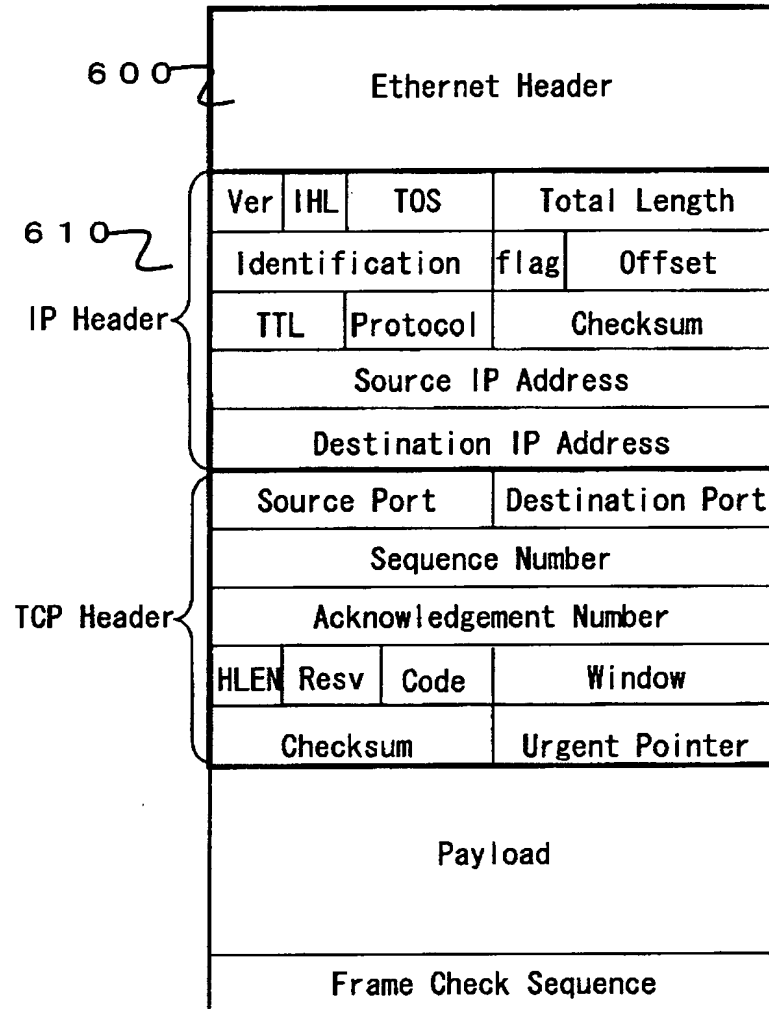 600
Ethernet Header
Ver IHL TOS Total Length
610
Identification flag Offset
IP Header
TTL Protocol Checksum
Source IP Address
Destination IP Address
Source Port Destination Port
Sequence Number
TCP Header
Acknowledgement Number
HLEN Resv Code Window
Checksum Urgent Pointer
Payload
Frame Check Sequence